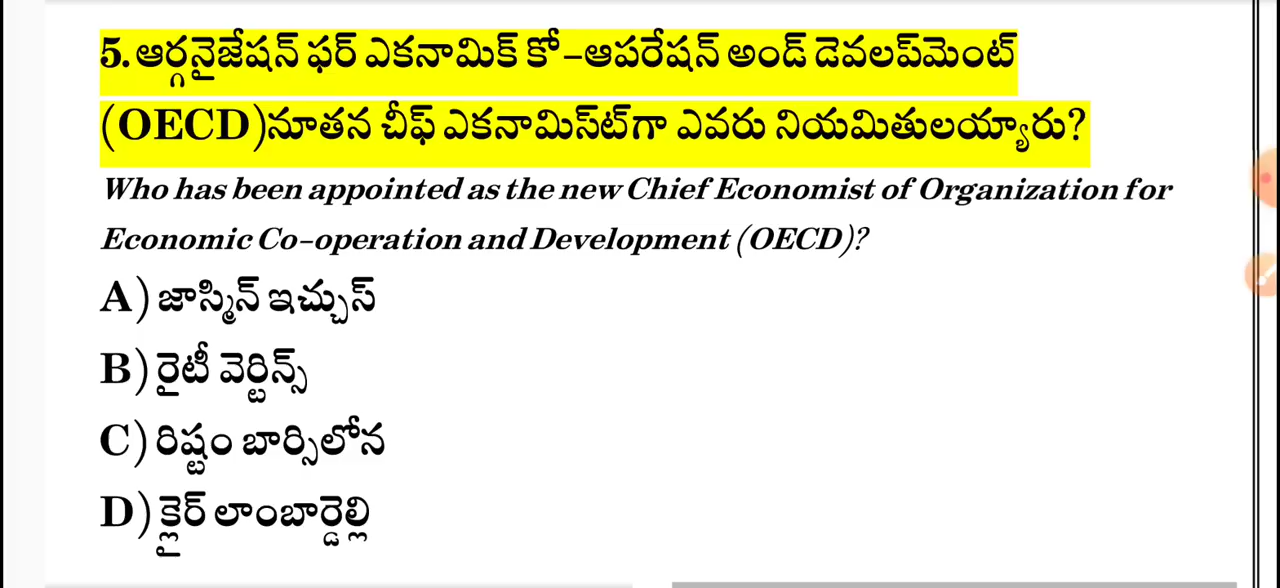 5. ఆర్గనైజేషన్ ఫర్ ఎకనామిక్ కో-ఆపరేషన్ అండ్ డెవలప్‌మెంట్
(OECD)నూతన చీఫ్ ఎకనామిస్ట్‌గా ఎవరు నియమితులయ్యారు?
Who has been appointed as the new Chief Economist of Organization for
Economic Co-operation and Development (OECD)?
A) జాస్మిన్ ఇచ్చుస్
B) రైటీ వెర్టిన్స్
C) రిష్టం బార్సిలోన
D) క్లైర్ లాంబార్డెల్లి